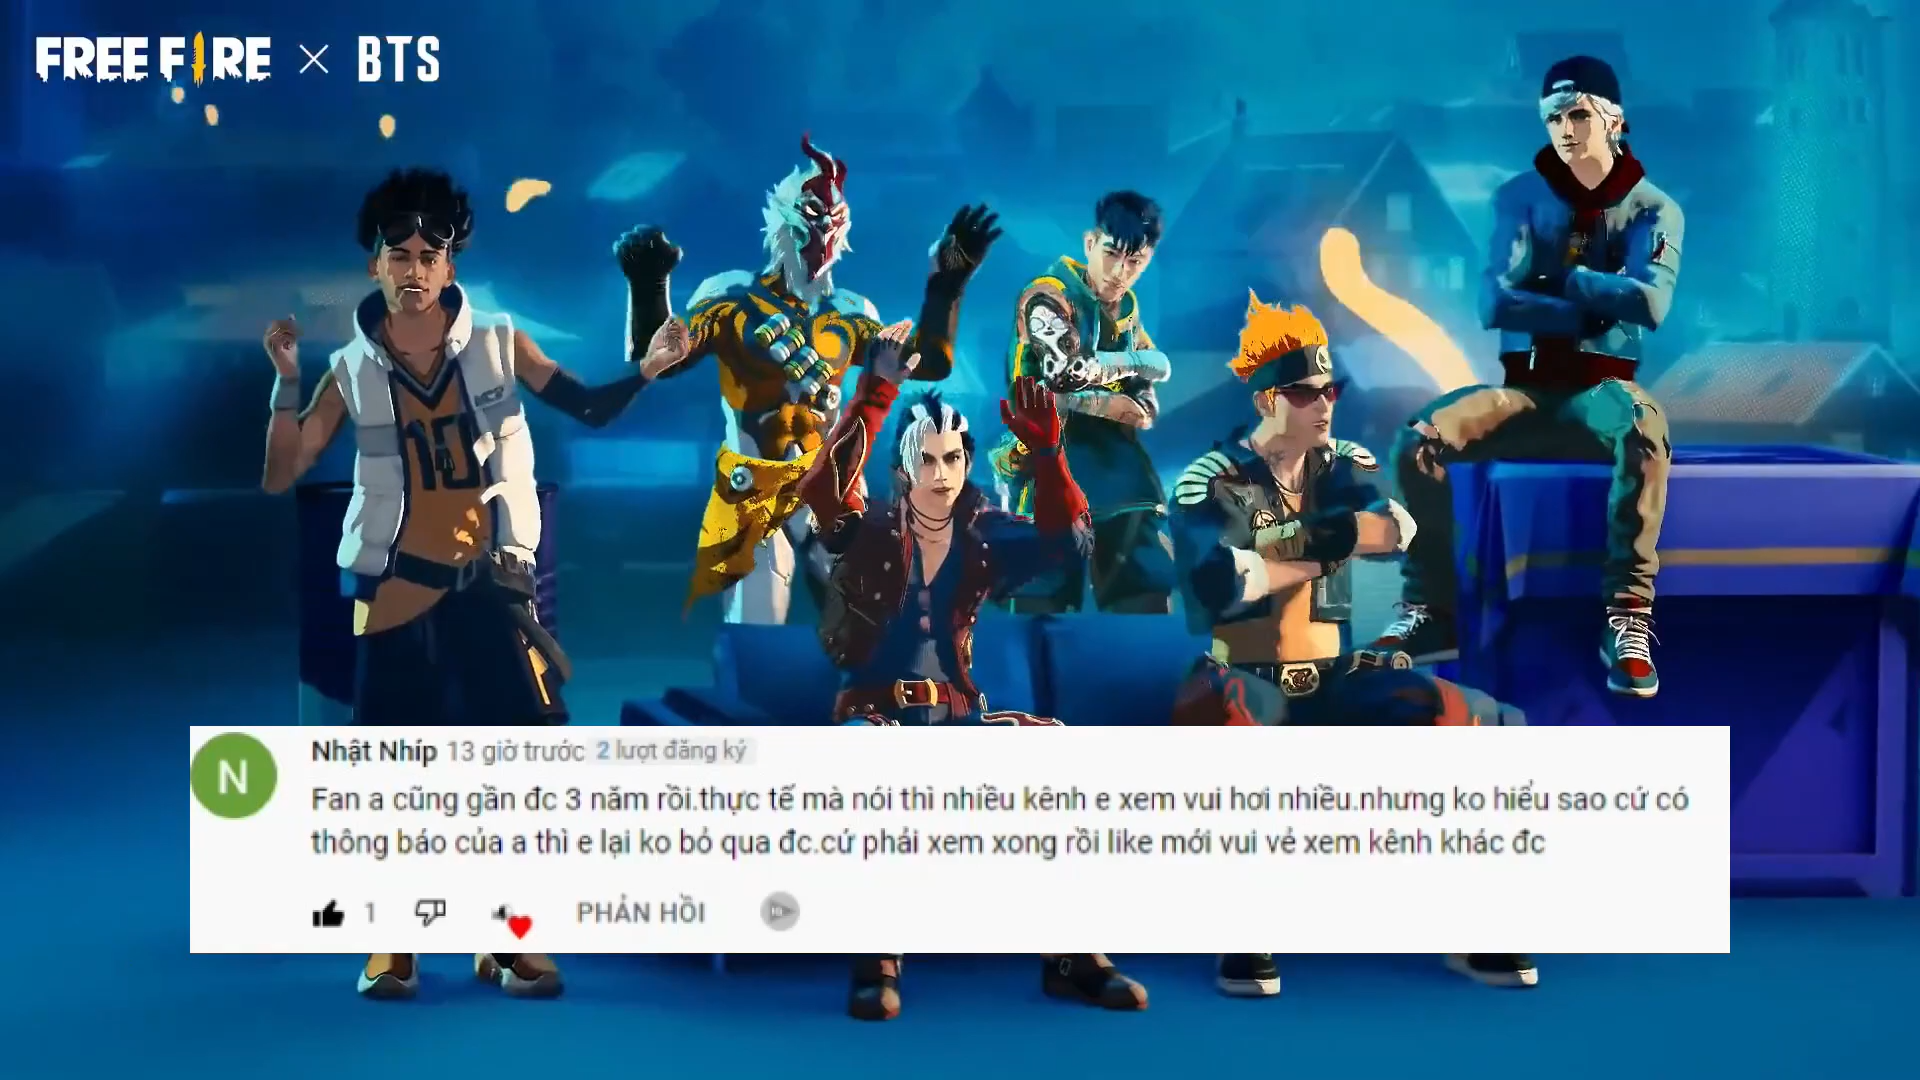 FREE FIRE × BTS
10
N
Nhật Nhíp 13 giờ trước 2 lượt đăng ký
Fan a cũng gần đc 3 năm rồi.thực tế mà nói thì nhiều kênh e xem vui hơi nhiều.nhưng ko hiểu sao cứ có
thông báo của a thì e lại ko bỏ qua đc.cứ phải xem xong rồi like mới vui vẻ xem kênh khác đc
1 PHẢN HỒI